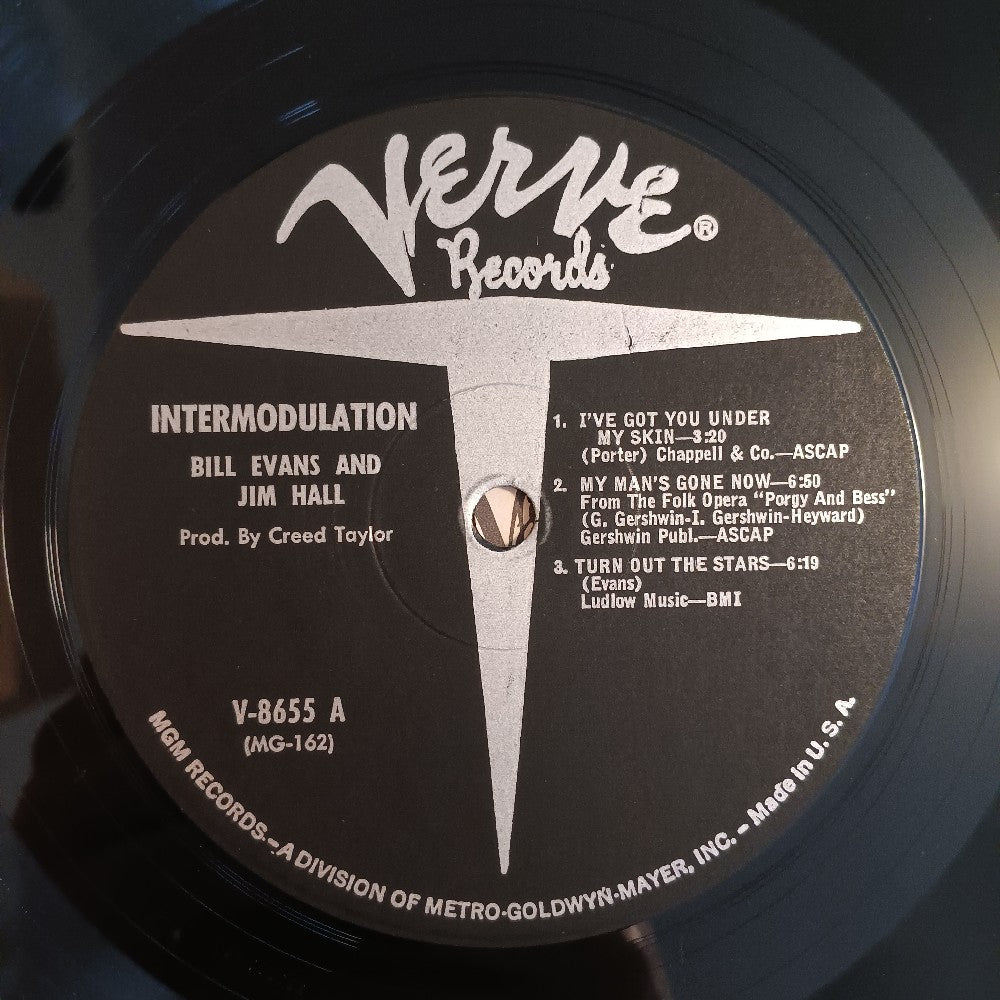 Verve ®
Records
INTERMODULATION
BILL EVANS AND
JIM HALL
Prod. By Creed Taylor
V-8655 A
(MG-162)
1. I'VE GOT YOU UNDER
MY SKIN—3:20
(Porter) Chappell & Co.—ASCAP
2. MY MAN'S GONE NOW—6:50
From The Folk Opera "Porgy And Bess"
(G. Gershwin-I. Gershwin-Heyward)
Gershwin Publ.—ASCAP
3. TURN OUT THE STARS—6:19
(Evans)
Ludlow Music—BMI
MGM RECORDS—A DIVISION OF METRO-GOLDWYN-MAYER, INC. – Made in U. S. A.